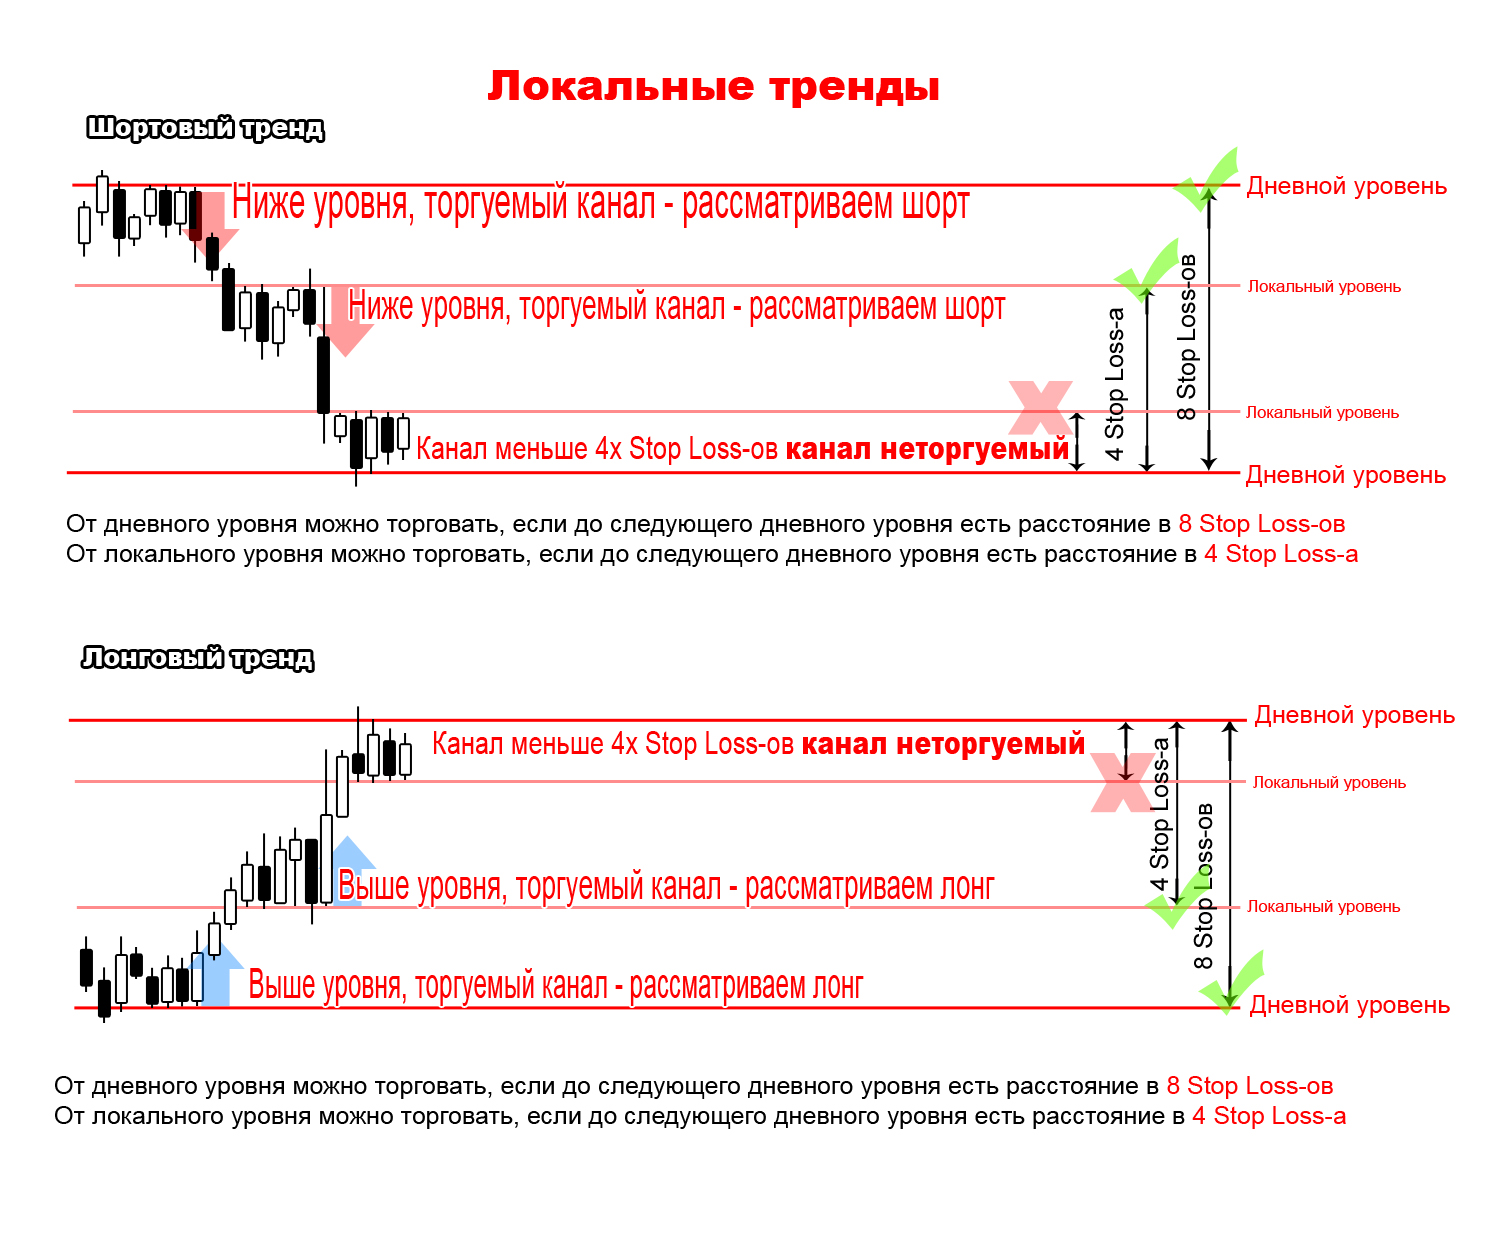 Локальные тренды
Шортовый тренд
Ниже уровня, торгуемый канал - рассматриваем шорт
Дневной уровень
Ниже уровня, торгуемый канал - рассматриваем шорт
Локальный уровень
4 Stop Loss-а
8 Stop Loss-ов
Локальный уровень
Канал меньше 4х Stop Loss-ов канал неторгуемый
Дневной уровень
От дневного уровня можно торговать, если до следующего дневного уровня есть расстояние в 8 Stop Loss-ов
От локального уровня можно торговать, если до следующего дневного уровня есть расстояние в 4 Stop Loss-а
Лонговый тренд
Дневной уровень
Канал меньше 4х Stop Loss-ов канал неторгуемый
Локальный уровень
4 Stop Loss-а
8 Stop Loss-ов
Выше уровня, торгуемый канал - рассматриваем лонг
Локальный уровень
Выше уровня, торгуемый канал - рассматриваем лонг
Дневной уровень
От дневного уровня можно торговать, если до следующего дневного уровня есть расстояние в 8 Stop Loss-ов
От локального уровня можно торговать, если до следующего дневного уровня есть расстояние в 4 Stop Loss-а